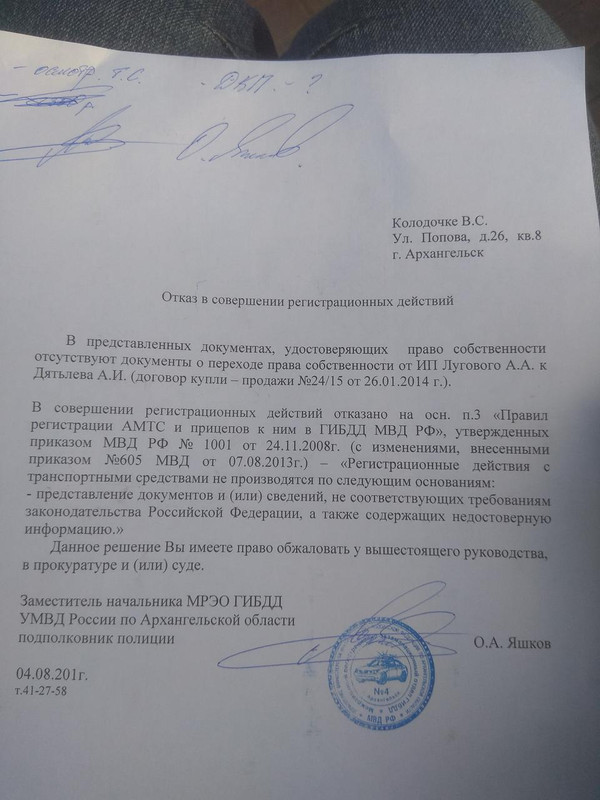 - осмотр. Т.С. - ДКП. - ?
Колодочке В.С.
Ул. Попова, д.26, кв.8
г. Архангельск
Отказ в совершении регистрационных действий
В представленных документах, удостоверяющих право собственности
отсутствуют документы о переходе права собственности от ИП Лугового А.А. к
Дятьлева А.И. (договор купли – продажи №24/15 от 26.01.2014 г.).
В совершении регистрационных действий отказано на осн. п.3 «Правил
регистрации АМТС и прицепов к ним в ГИБДД МВД РФ», утвержденных
приказом МВД РФ № 1001 от 24.11.2008г. (с изменениями, внесенными
приказом №605 МВД от 07.08.2013г.) – «Регистрационные действия с
транспортными средствами не производятся по следующим основаниям:
- представление документов и (или) сведений, не соответствующих требованиям
законодательства Российской Федерации, а также содержащих недостоверную
информацию.»
Данное решение Вы имеете право обжаловать у вышестоящего руководства,
в прокуратуре и (или) суде.
Заместитель начальника МРЭО ГИБДД
УМВД России по Архангельской области
подполковник полиции
О.А. Яшков
№4
МВД РФ
04.08.201г.
т.41-27-58